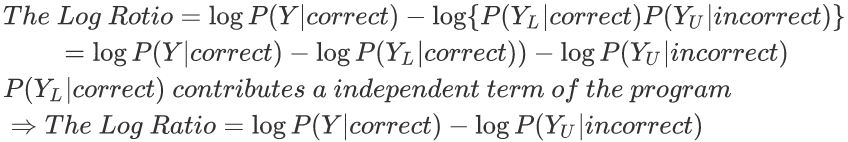 The Log Rotio = log P(Y|correct) − log{P(Y_L|correct)P(Y_U|incorrect)}
= log P(Y|correct) − log P(Y_L|correct)) − log P(Y_U|incorrect)
P(Y_L|correct) contributes a independent term of the program
⇒ The Log Ratio = log P(Y|correct) − log P(Y_U|incorrect)